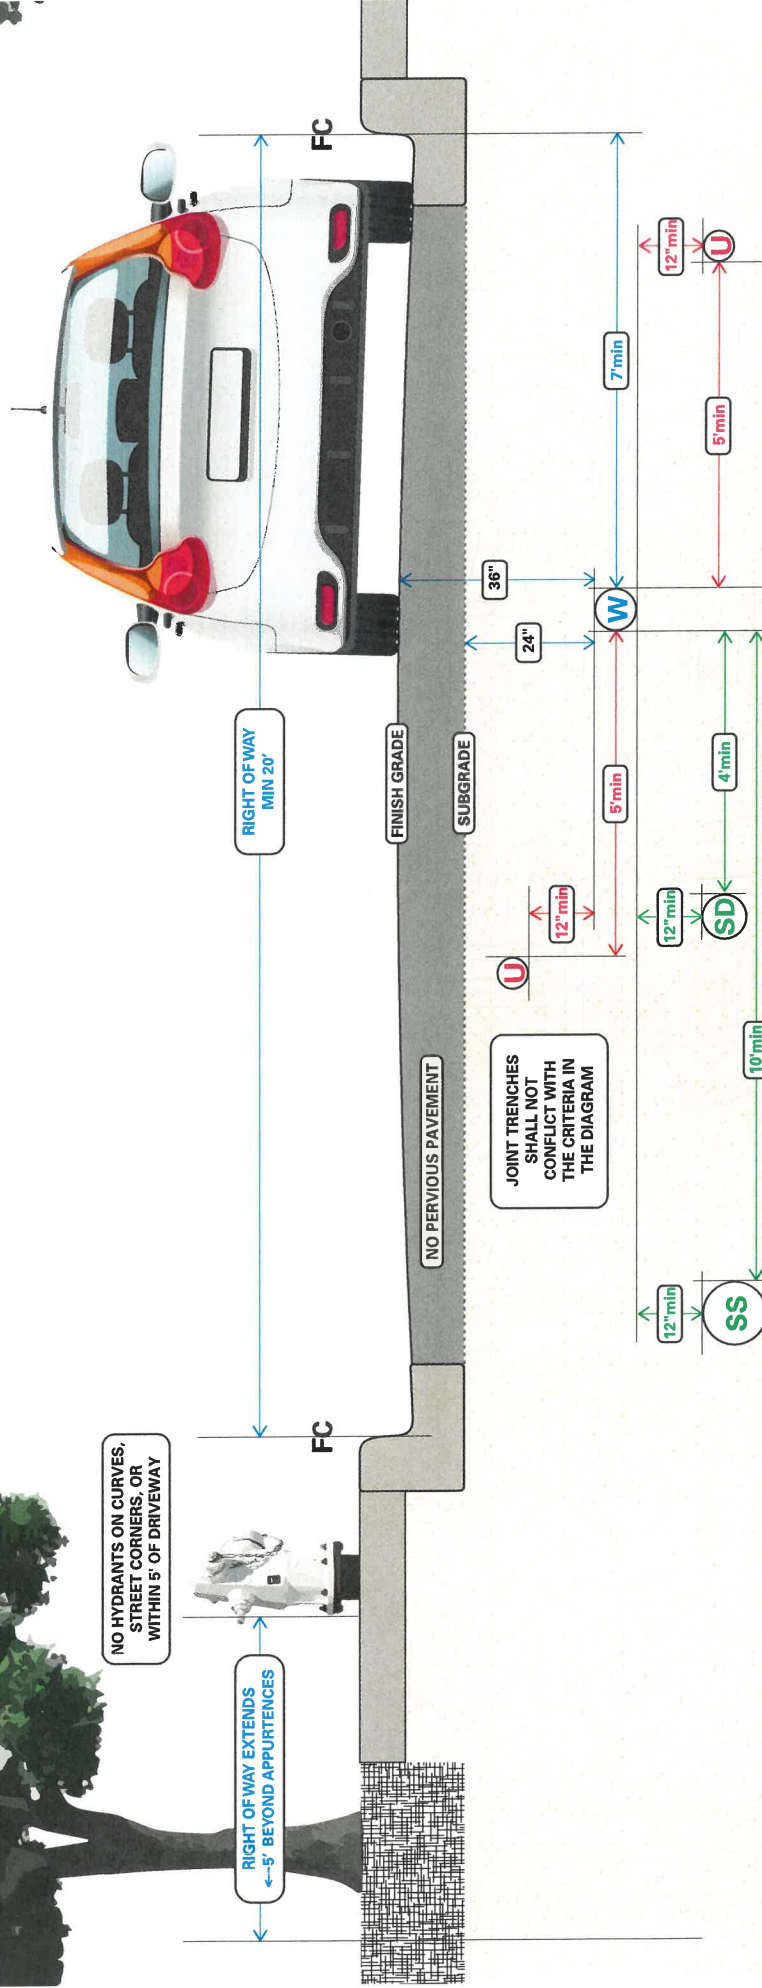 NO HYDRANTS ON CURVES,
STREET CORNERS, OR
WITHIN 5' OF DRIVEWAY
RIGHT OF WAY EXTENDS
←--5' BEYOND APPURTENCES
FC
RIGHT OF WAY
MIN 20'
FC
FINISH GRADE
NO PERVIOUS PAVEMENT
SUBGRADE
JOINT TRENCHES
SHALL NOT
CONFLICT WITH
THE CRITERIA IN
THE DIAGRAM
U
12"min
5'min
24"
36"
W
7'min
12"min
SS
10'min
12"min
SD
4'min
5'min
12"min
U